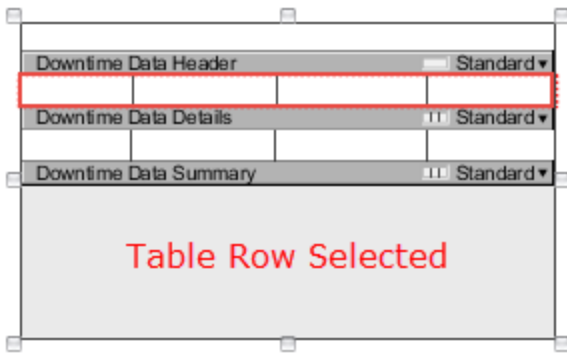 Downtime Data Header Standard
Downtime Data Details Standard
Downtime Data Summary Standard
Table Row Selected